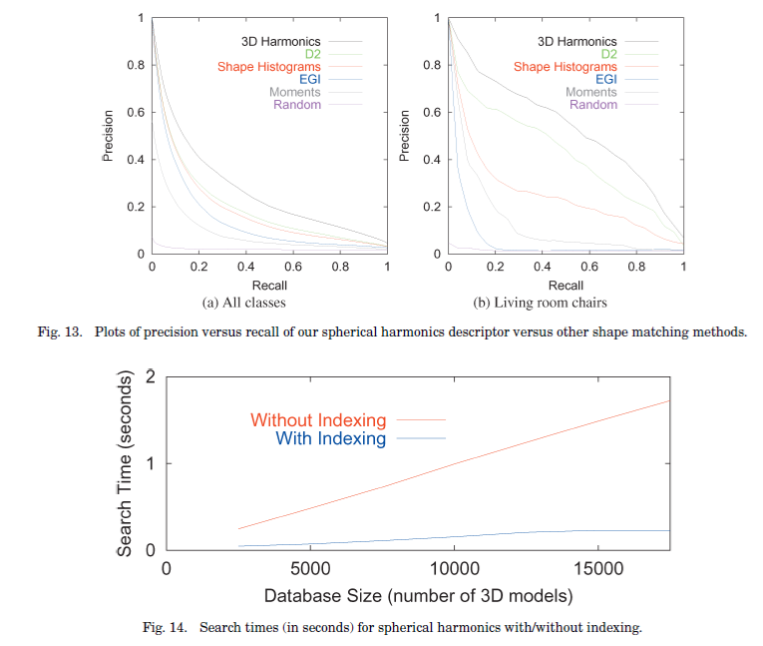 1
0.8
0.6
0.4
0.2
0
Precision
3D Harmonics
D2
Shape Histograms
EGI
Moments
Random
0 0.2 0.4 0.6 0.8 1
Recall
(a) All classes
1
0.8
0.6
0.4
0.2
0
Precision
3D Harmonics
D2
Shape Histograms
EGI
Moments
Random
0 0.2 0.4 0.6 0.8 1
Recall
(b) Living room chairs
Fig. 13. Plots of precision versus recall of our spherical harmonics descriptor versus other shape matching methods.
2
1
0
Search Time (seconds)
Without Indexing
With Indexing
0 5000 10000 15000
Database Size (number of 3D models)
Fig. 14. Search times (in seconds) for spherical harmonics with/without indexing.